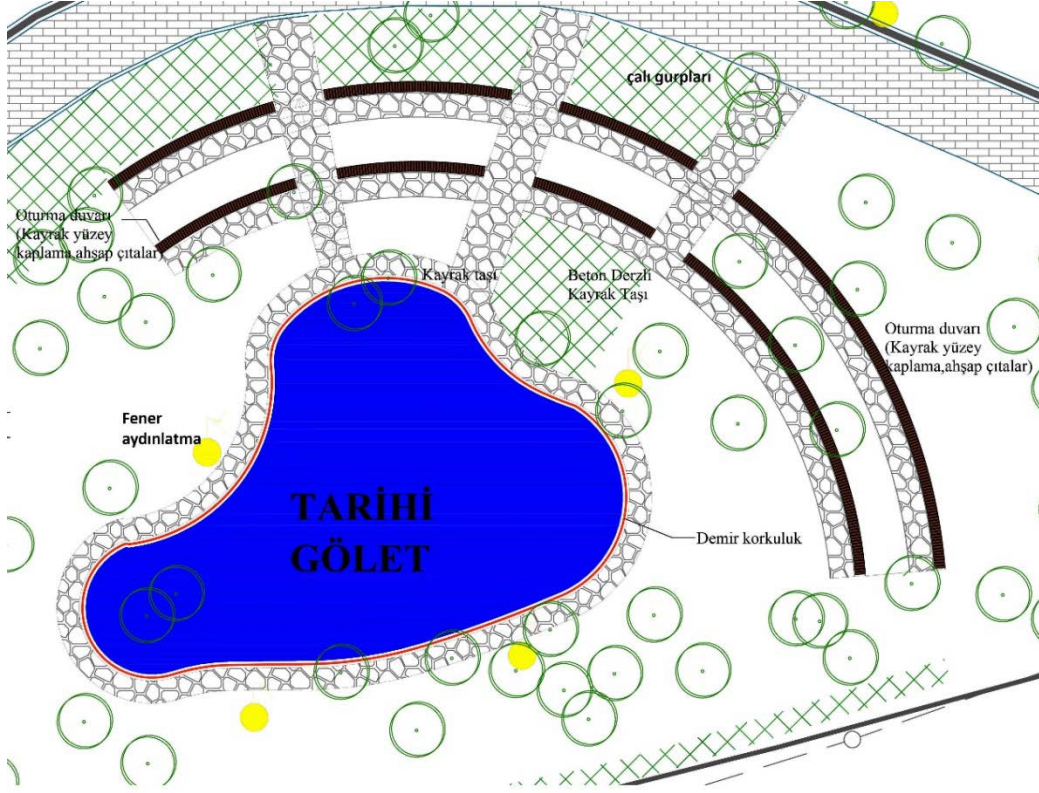 çalı gurpları
Oturma duvarı
(Kayrak yüzey
kaplama,ahşap çıtalar)
Kayrak taşı
Beton Derzli
Kayrak Taşı
Oturma duvarı
(Kayrak yüzey
kaplama,ahşap çıtalar)
Fener
aydınlatma
TARİHİ
GÖLET
Demir korkuluk